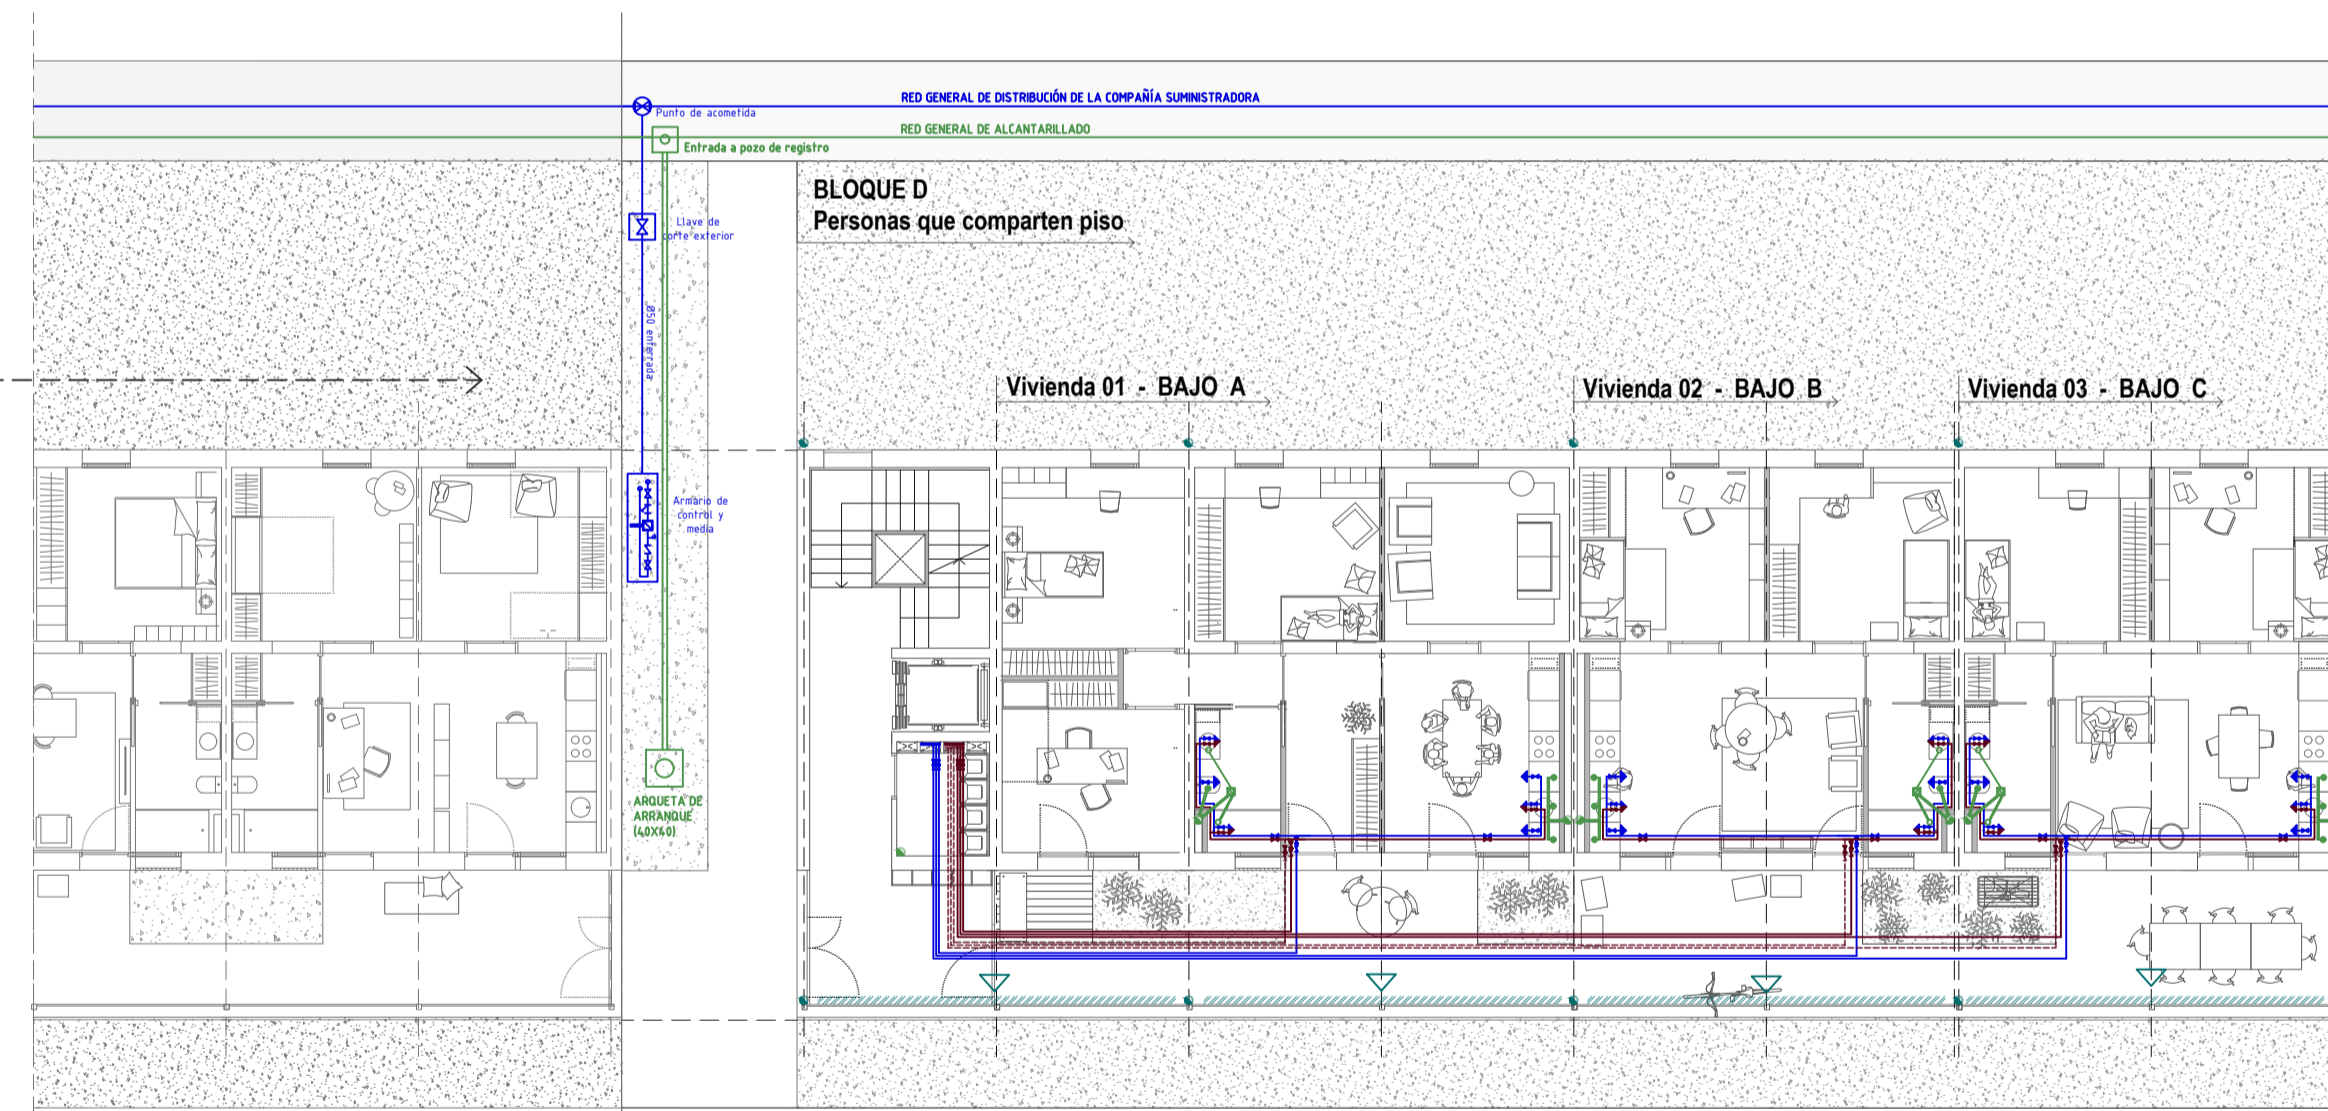 RED GENERAL DE DISTRIBUCIÓN DE LA COMPAÑÍA SUMINISTRADORA
Punto de acometida
RED GENERAL DE ALCANTARILLADO
Entrada a pozo de registro
BLOQUE D
Personas que comparten piso
Llave de
corte exterior
Ø50 enterrada
Vivienda 01 - BAJO A
Vivienda 02 - BAJO B
Vivienda 03 - BAJO C
Armario de
control y
media
ARQUETA DE
ARRANQUE
(40X40)